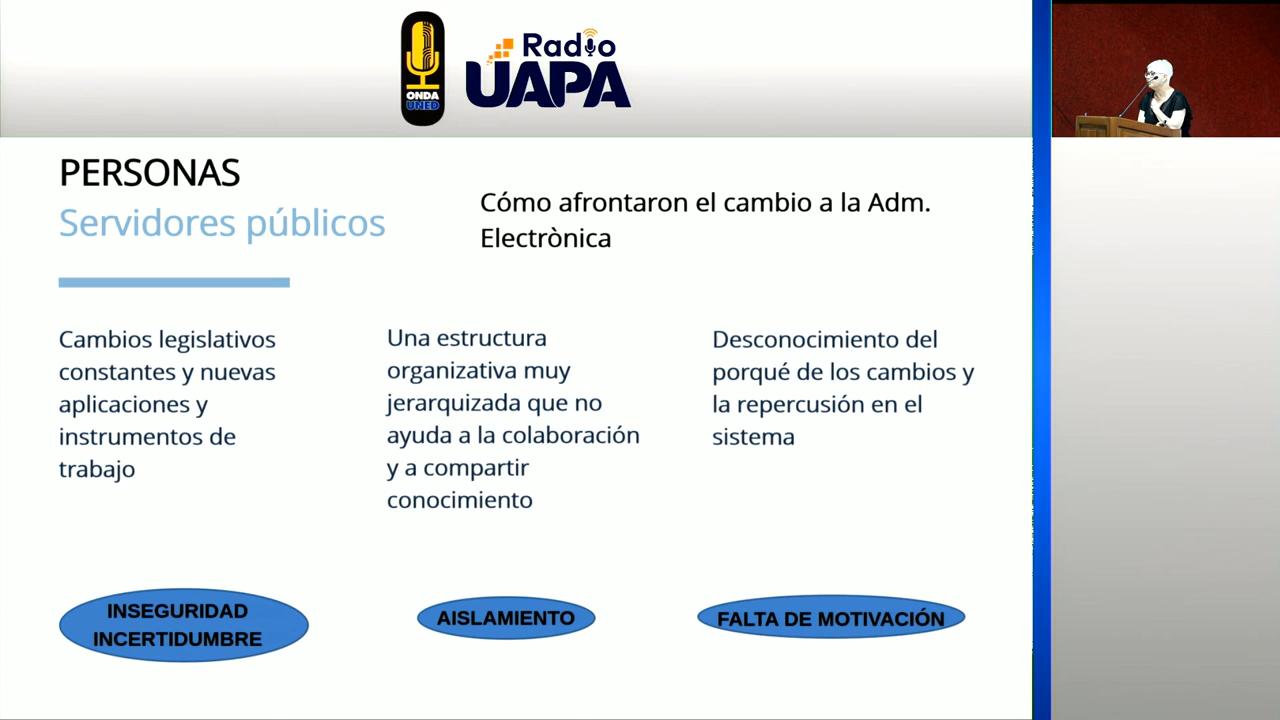 ONDA
UNED
Radio
UAPA
PERSONAS
Servidores públicos
Cómo afrontaron el cambio a la Adm.
Electrònica
Cambios legislativos
constantes y nuevas
aplicaciones y
instrumentos de
trabajo
Una estructura
organizativa muy
jerarquizada que no
ayuda a la colaboración
y a compartir
conocimiento
Desconocimiento del
porqué de los cambios y
la repercusión en el
sistema
INSEGURIDAD
INCERTIDUMBRE
AISLAMIENTO
FALTA DE MOTIVACIÓN